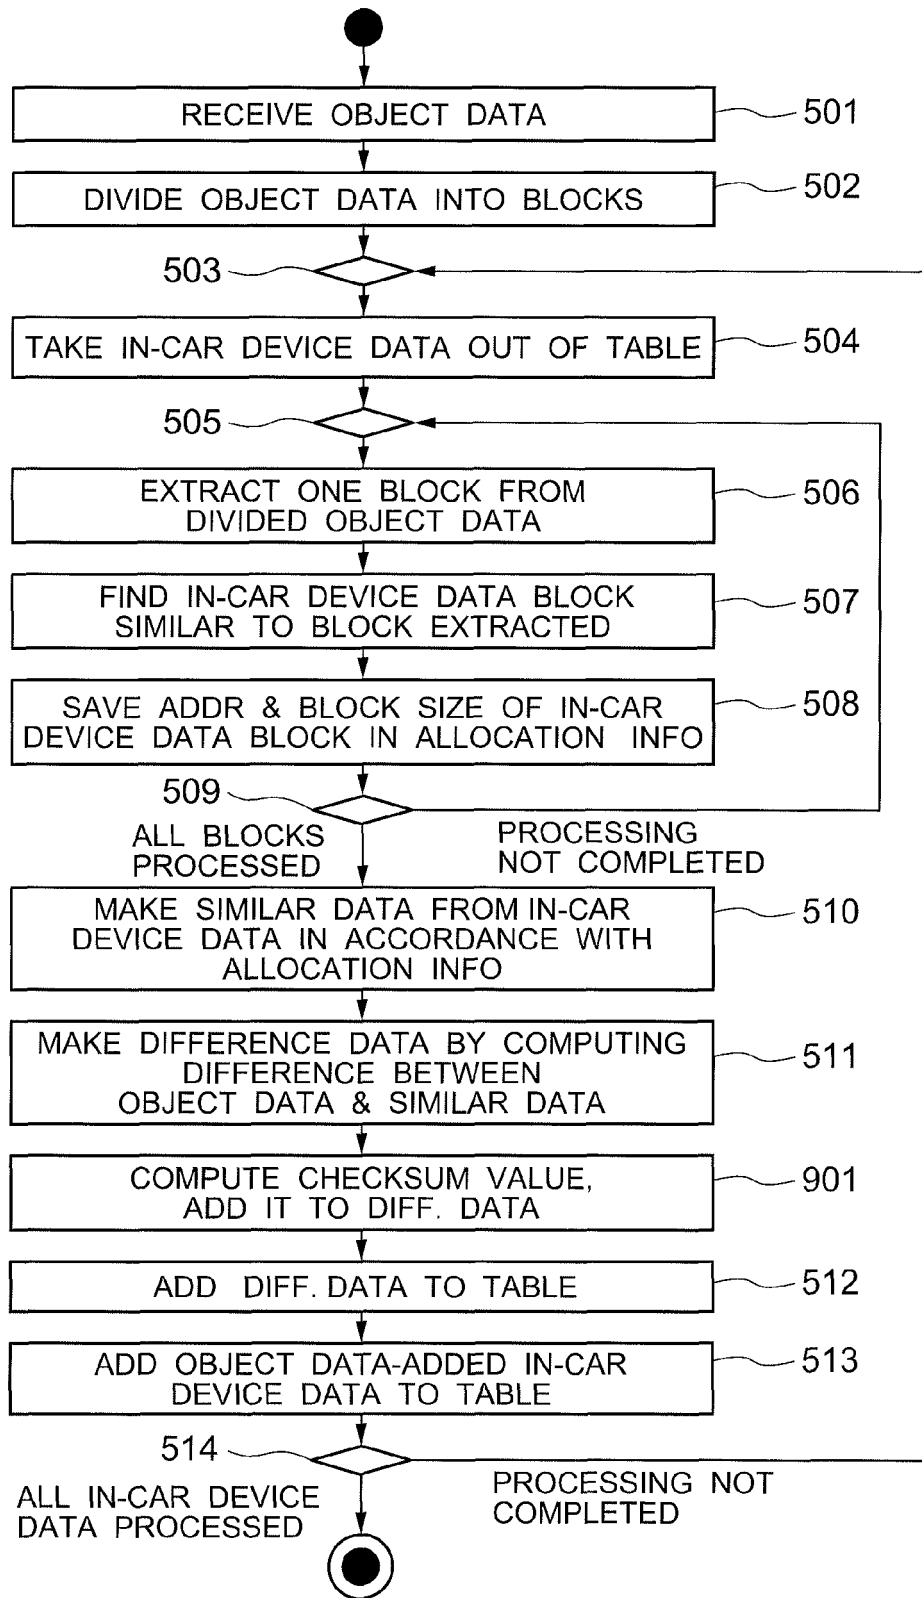 RECEIVE OBJECT DATA
501
DIVIDE OBJECT DATA INTO BLOCKS
502
503
TAKE IN-CAR DEVICE DATA OUT OF TABLE
504
505
EXTRACT ONE BLOCK FROM
DIVIDED OBJECT DATA
506
FIND IN-CAR DEVICE DATA BLOCK
SIMILAR TO BLOCK EXTRACTED
507
SAVE ADDR & BLOCK SIZE OF IN-CAR
DEVICE DATA BLOCK IN ALLOCATION INFO
508
509
ALL BLOCKS
PROCESSED
PROCESSING
NOT COMPLETED
MAKE SIMILAR DATA FROM IN-CAR
DEVICE DATA IN ACCORDANCE WITH
ALLOCATION INFO
510
MAKE DIFFERENCE DATA BY COMPUTING
DIFFERENCE BETWEEN
OBJECT DATA & SIMILAR DATA
511
COMPUTE CHECKSUM VALUE,
ADD IT TO DIFF. DATA
901
ADD DIFF. DATA TO TABLE
512
ADD OBJECT DATA-ADDED IN-CAR
DEVICE DATA TO TABLE
513
514
ALL IN-CAR DEVICE
DATA PROCESSED
PROCESSING NOT
COMPLETED